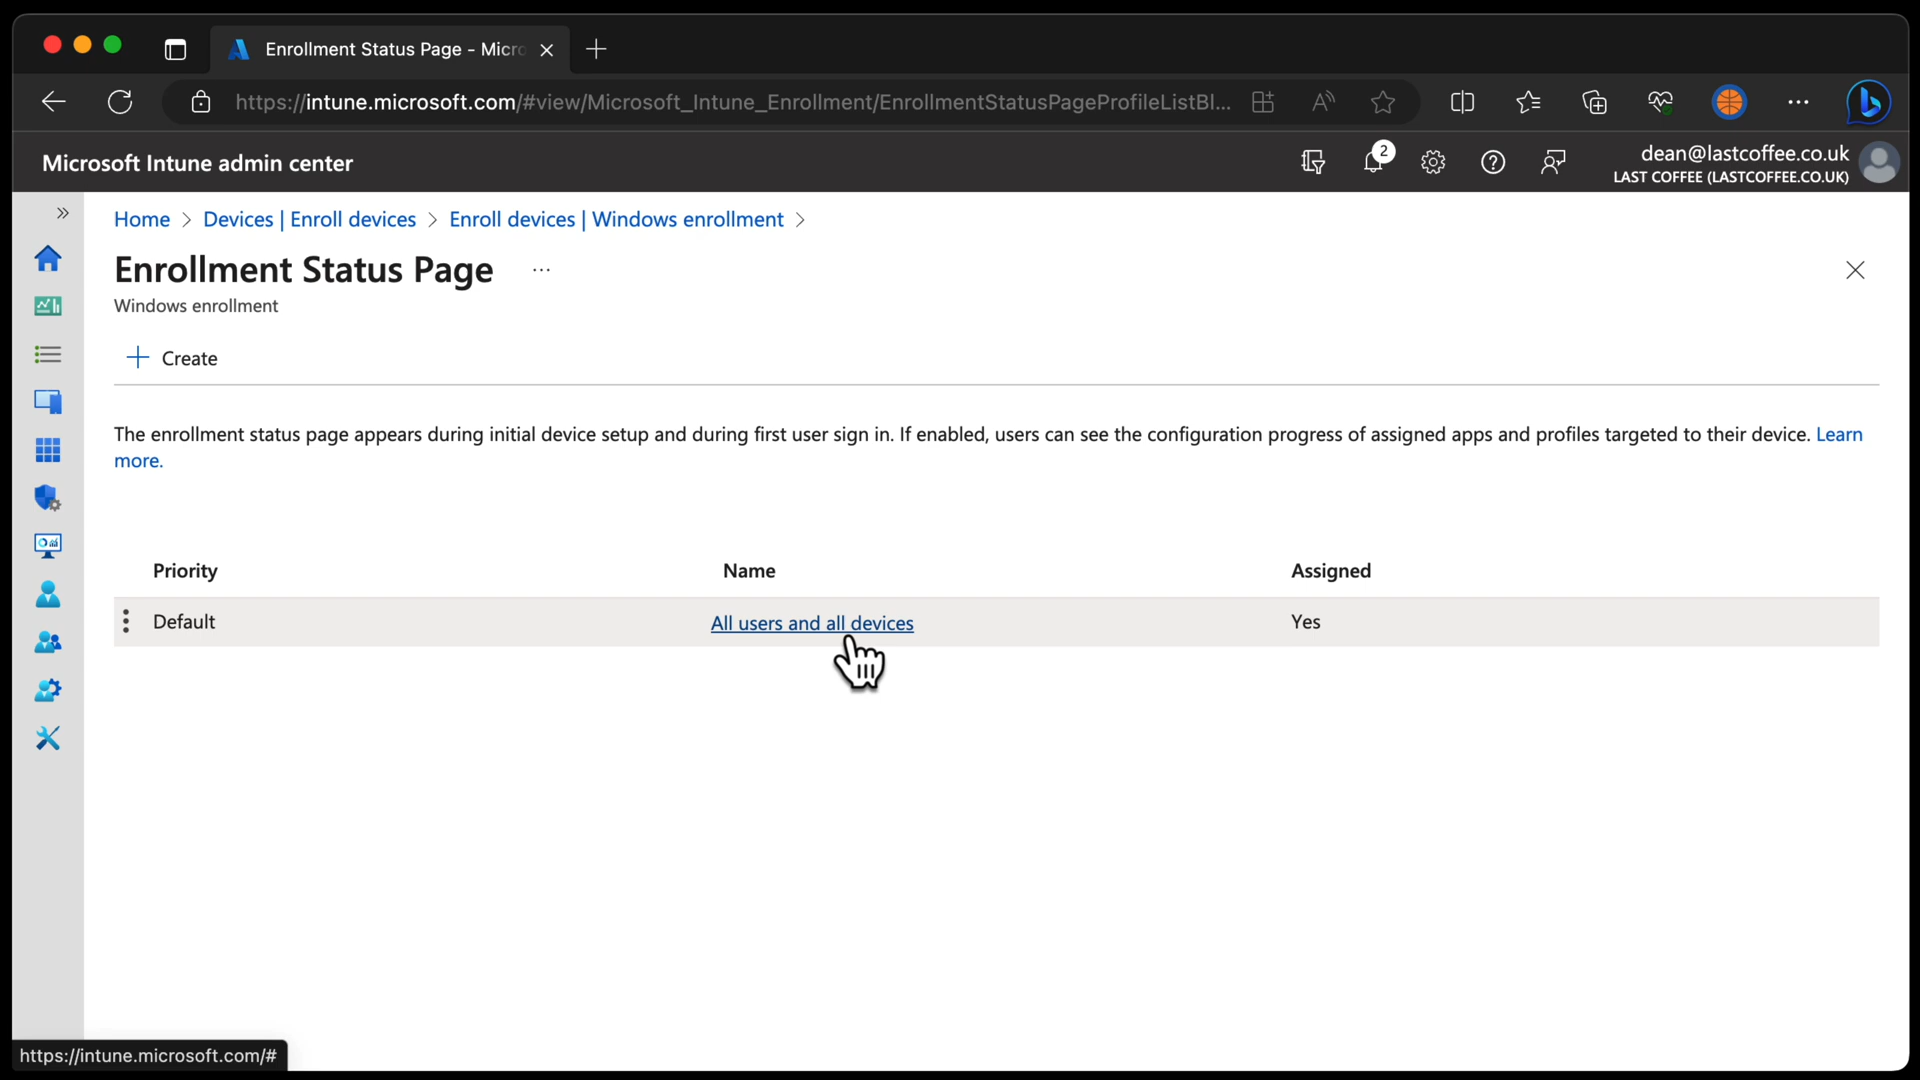 Enrollment Status Page - Micro
https://intune.microsoft.com/#view/Microsoft_Intune_Enrollment/EnrollmentStatusPageProfileListBl...
Microsoft Intune admin center
2
dean@lastcoffee.co.uk
LAST COFFEE (LASTCOFFEE.CO.UK)
Home > Devices | Enroll devices > Enroll devices | Windows enrollment >
Enrollment Status Page ...
Windows enrollment
+ Create
The enrollment status page appears during initial device setup and during first user sign in. If enabled, users can see the configuration progress of assigned apps and profiles targeted to their device. Learn
more.
Priority Name Assigned
Default All users and all devices Yes
https://intune.microsoft.com/#